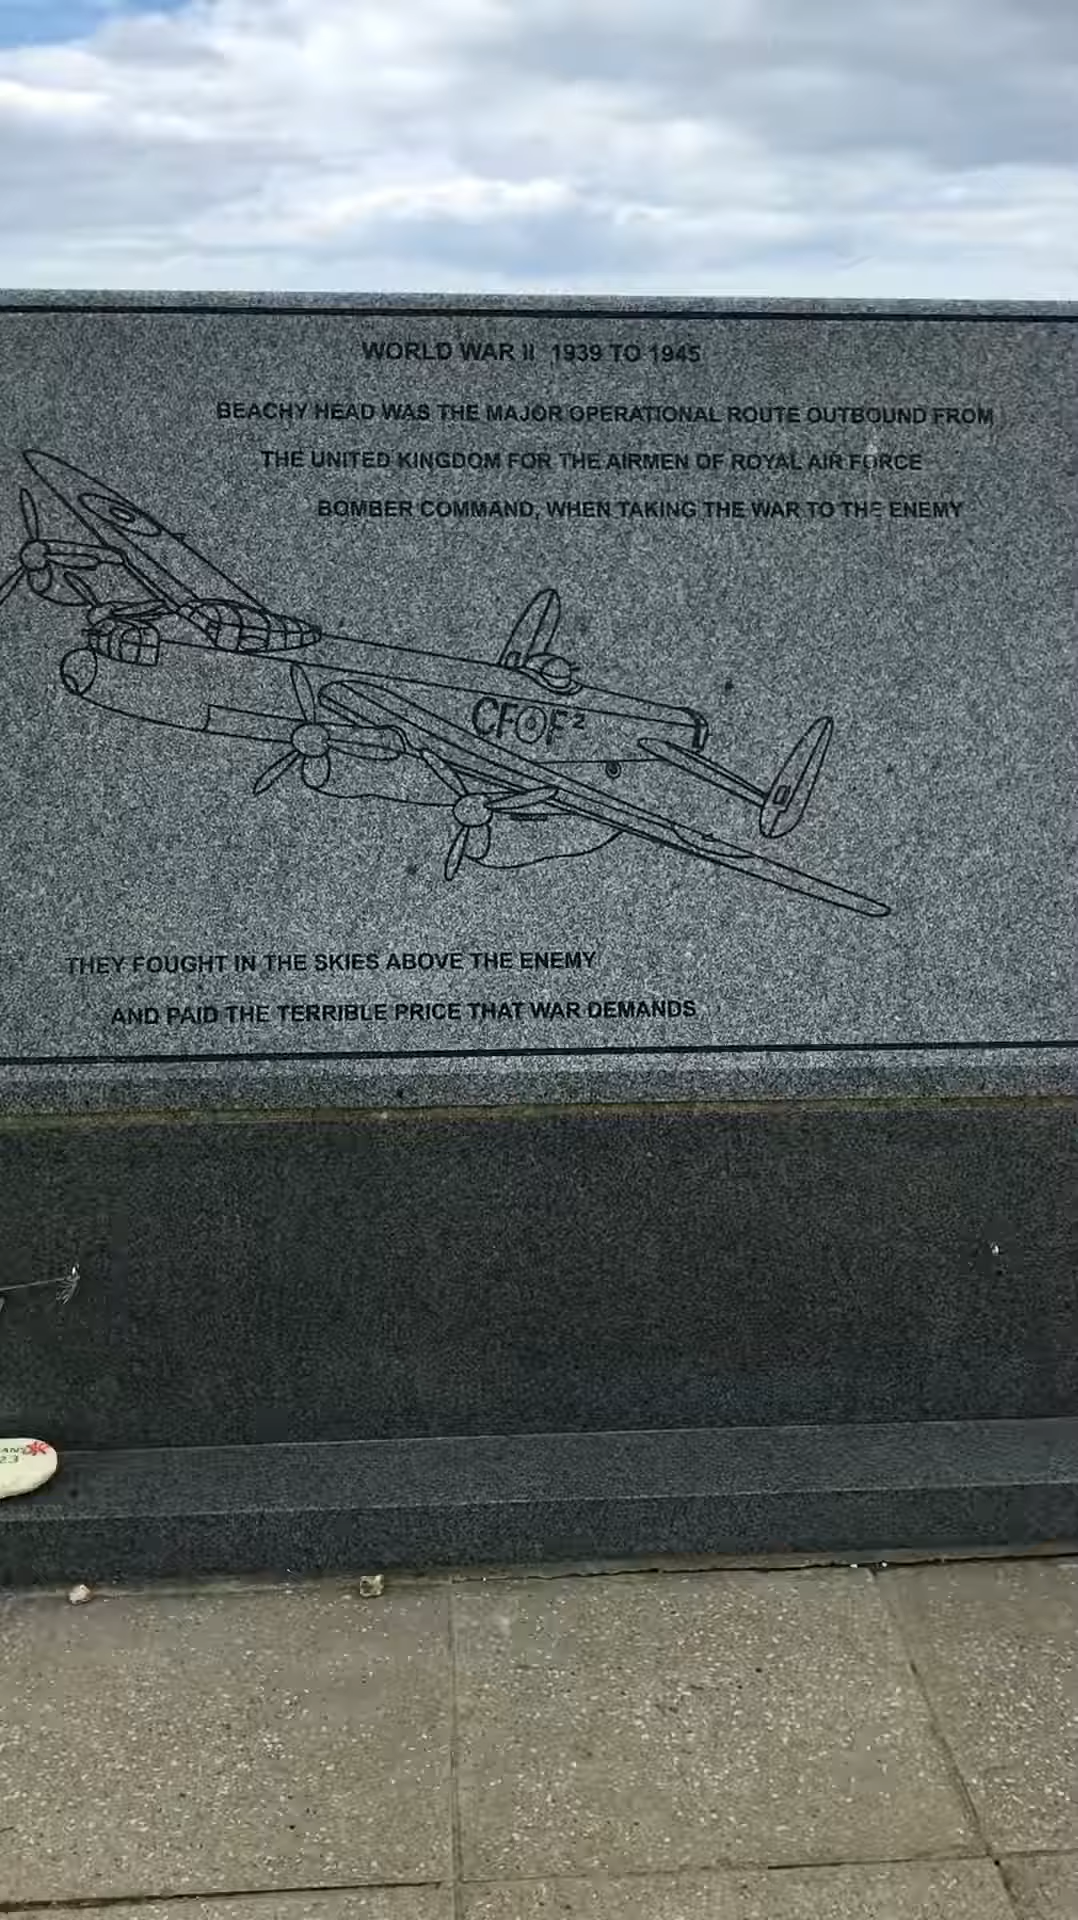 WORLD WAR II 1939 TO 1945
BEACHY HEAD WAS THE MAJOR OPERATIONAL ROUTE OUTBOUND FROM
THE UNITED KINGDOM FOR THE AIRMEN OF ROYAL AIR FORCE
BOMBER COMMAND, WHEN TAKING THE WAR TO THE ENEMY
CF F²
THEY FOUGHT IN THE SKIES ABOVE THE ENEMY
AND PAID THE TERRIBLE PRICE THAT WAR DEMANDS